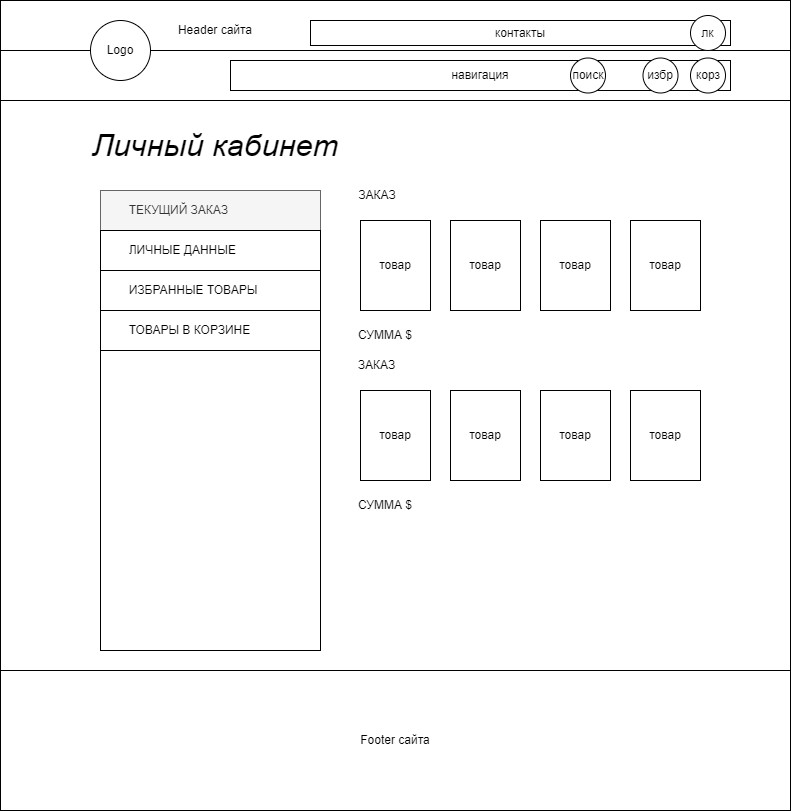 Header сайта
контакты
лк
Logo
навигация
поиск
избр
корз
Личный кабинет
ТЕКУЩИЙ ЗАКАЗ
ЛИЧНЫЕ ДАННЫЕ
ИЗБРАННЫЕ ТОВАРЫ
ТОВАРЫ В КОРЗИНЕ
ЗАКАЗ
товар товар товар товар
СУММА $
ЗАКАЗ
товар товар товар товар
СУММА $
Footer сайта